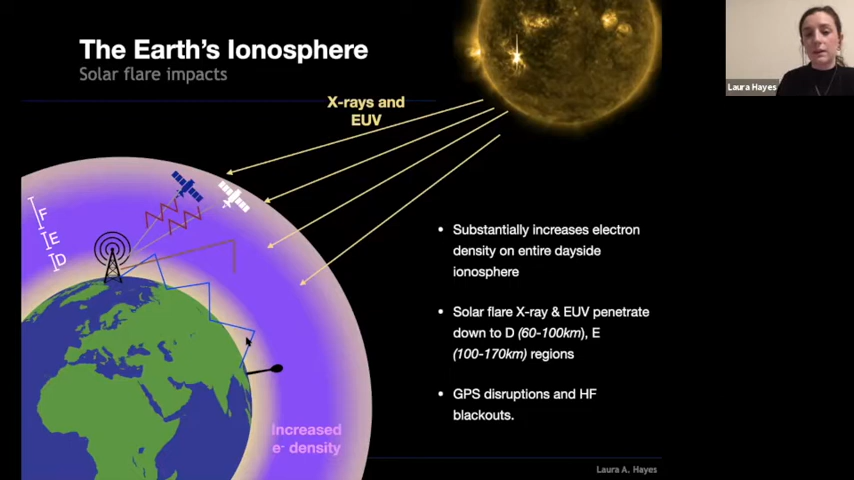 The Earth's Ionosphere
Solar flare impacts
X-rays and
EUV
Laura Hayes
F
E
D
• Substantially increases electron
density on entire dayside
ionosphere
• Solar flare X-ray & EUV penetrate
down to D (60-100km), E
(100-170km) regions
• GPS disruptions and HF
blackouts.
Increased
e- density
Laura A. Hayes